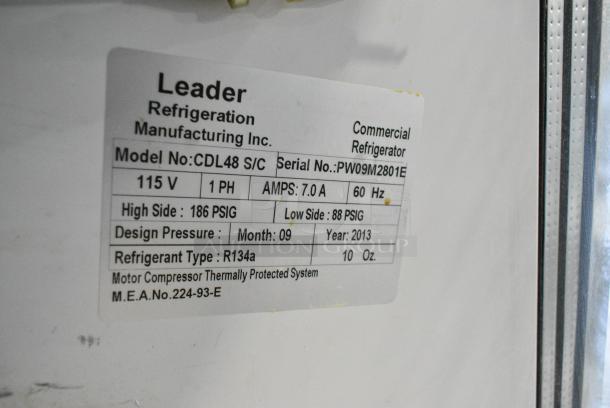 Leader
Refrigeration
Manufacturing Inc.
Commercial
Refrigerator
Model No:CDL48 S/C Serial No.:PW09M2801E
115 V 1 PH AMPS: 7.0 A 60 Hz
High Side : 186 PSIG Low Side : 88 PSIG
Design Pressure : Month: 09 Year: 2013
Refrigerant Type : R134a 10 Oz.
Motor Compressor Thermally Protected System
M.E.A.No.224-93-E
AUCTION GROUP